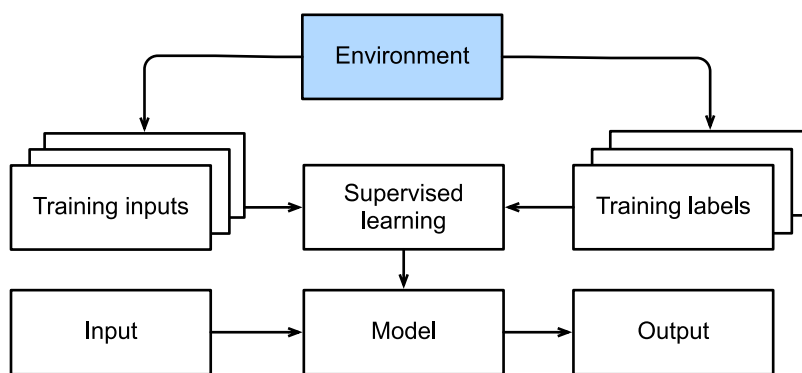 Environment
Training inputs
Supervised
learning
Training labels
Input
Model
Output